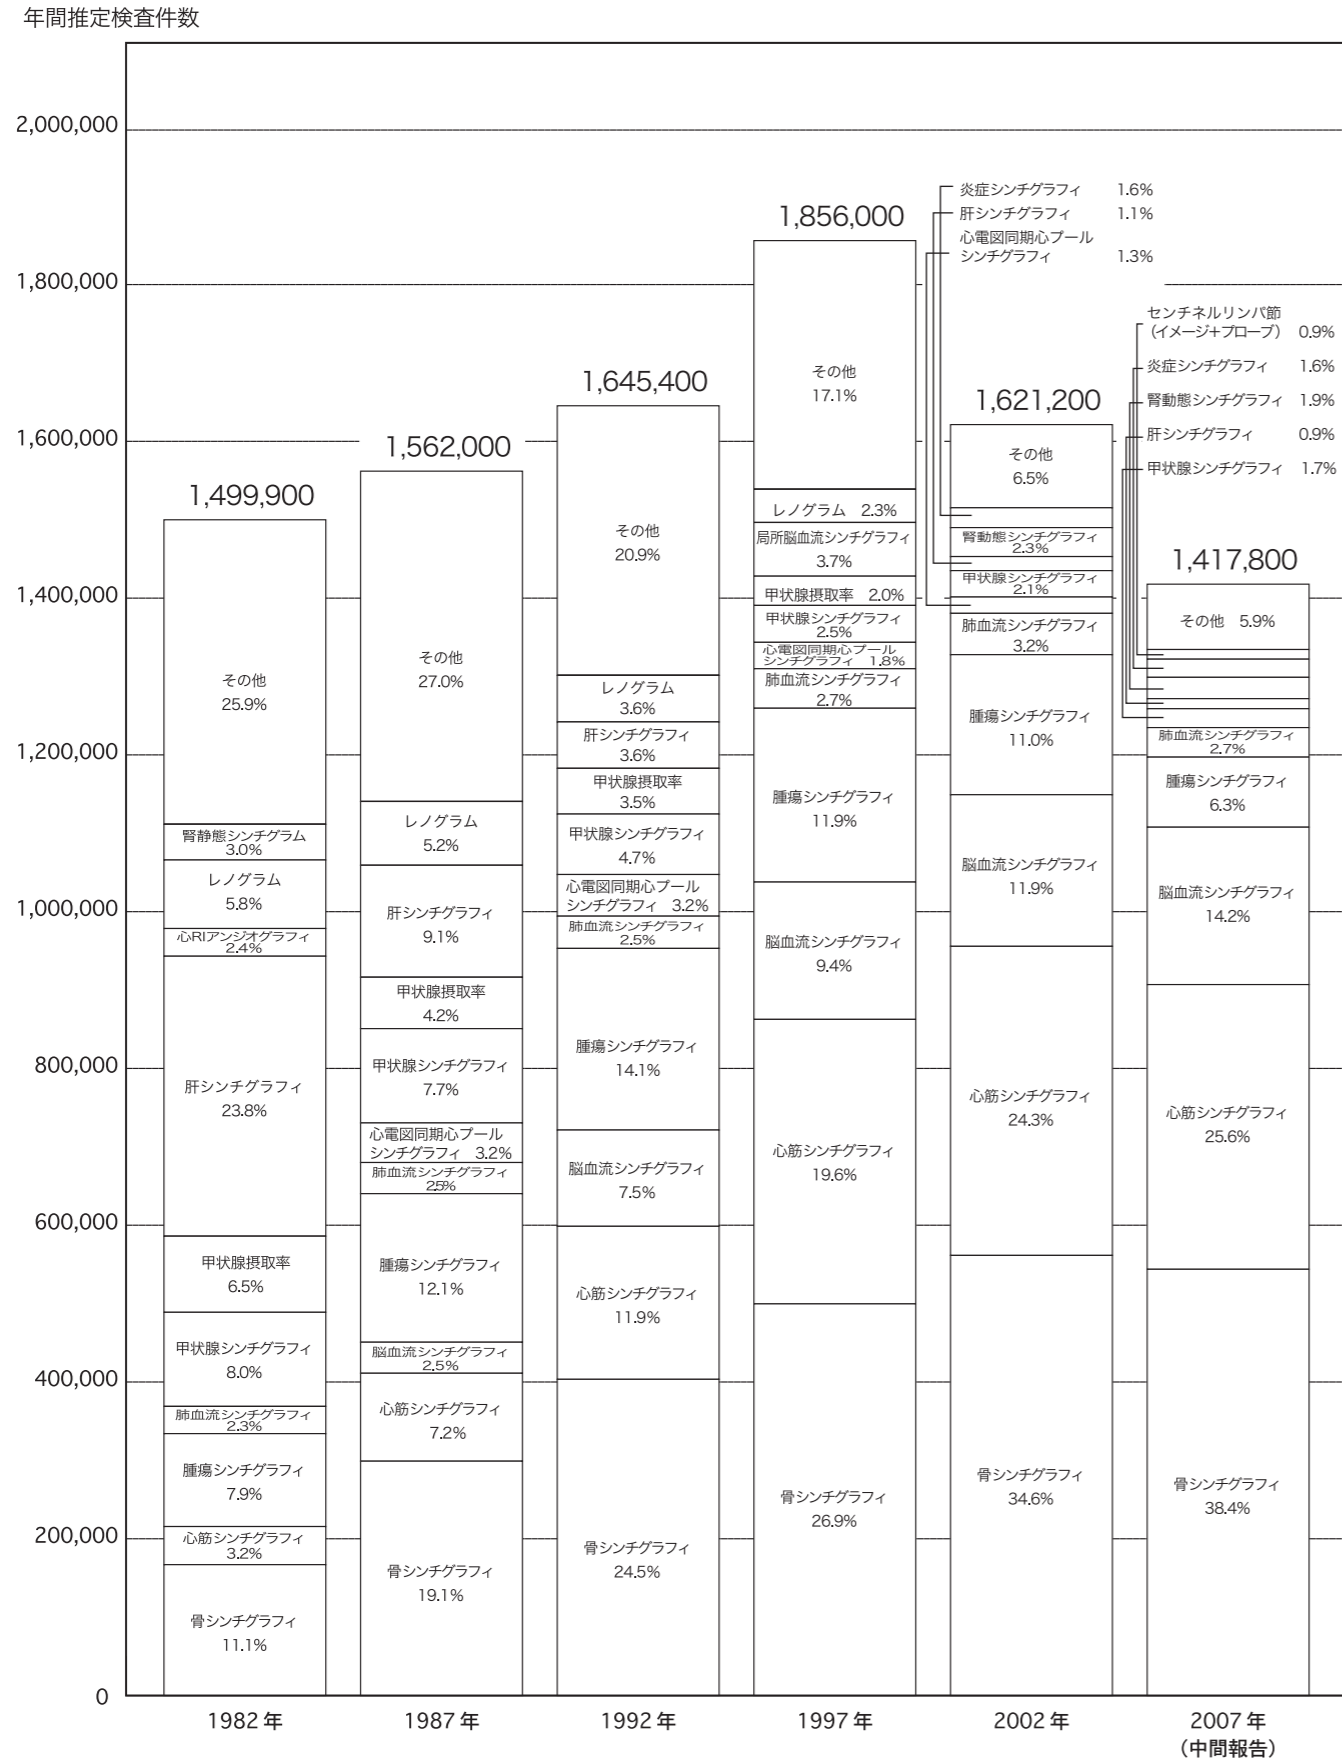 年間推定検査件数
2,000,000
1,800,000
1,600,000
1,400,000
1,200,000
1,000,000
800,000
600,000
400,000
200,000
0
1,499,900
その他
25.9%
腎静態シンチグラム
3.0%
レノグラム
5.8%
心RIアンジオグラフィ
2.4%
肝シンチグラフィ
23.8%
甲状腺摂取率
6.5%
甲状腺シンチグラフィ
8.0%
肺血流シンチグラフィ
2.3%
腫瘍シンチグラフィ
7.9%
心筋シンチグラフィ
3.2%
骨シンチグラフィ
11.1%
1982 年
1,562,000
その他
27.0%
レノグラム
5.2%
肝シンチグラフィ
9.1%
甲状腺摂取率
4.2%
甲状腺シンチグラフィ
7.7%
心電図同期心プール
シンチグラフィ 3.2%
肺血流シンチグラフィ
25%
腫瘍シンチグラフィ
12.1%
脳血流シンチグラフィ
2.5%
心筋シンチグラフィ
7.2%
骨シンチグラフィ
19.1%
1987 年
1,645,400
その他
20.9%
レノグラム
3.6%
肝シンチグラフィ
3.6%
甲状腺摂取率
3.5%
甲状腺シンチグラフィ
4.7%
心電図同期心プール
シンチグラフィ 3.2%
肺血流シンチグラフィ
2.5%
腫瘍シンチグラフィ
14.1%
脳血流シンチグラフィ
7.5%
心筋シンチグラフィ
11.9%
骨シンチグラフィ
24.5%
1992 年
1,856,000
その他
17.1%
レノグラム 2.3%
局所脳血流シンチグラフィ
3.7%
甲状腺摂取率 2.0%
甲状腺シンチグラフィ
2.5%
心電図同期心プール
シンチグラフィ 1.8%
肺血流シンチグラフィ
2.7%
腫瘍シンチグラフィ
11.9%
脳血流シンチグラフィ
9.4%
心筋シンチグラフィ
19.6%
骨シンチグラフィ
26.9%
1997 年
炎症シンチグラフィ 1.6%
肝シンチグラフィ 1.1%
心電図同期心プール
シンチグラフィ 1.3%
1,621,200
その他
6.5%
腎動態シンチグラフィ
2.3%
甲状腺シンチグラフィ
2.1%
肺血流シンチグラフィ
3.2%
腫瘍シンチグラフィ
11.0%
脳血流シンチグラフィ
11.9%
心筋シンチグラフィ
24.3%
骨シンチグラフィ
34.6%
2002 年
センチネルリンパ節
（イメージ+プローブ） 0.9%
炎症シンチグラフィ 1.6%
腎動態シンチグラフィ 1.9%
肝シンチグラフィ 0.9%
甲状腺シンチグラフィ 1.7%
1,417,800
その他 5.9%
肺血流シンチグラフィ
2.7%
腫瘍シンチグラフィ
6.3%
脳血流シンチグラフィ
14.2%
心筋シンチグラフィ
25.6%
骨シンチグラフィ
38.4%
2007 年
（中間報告）